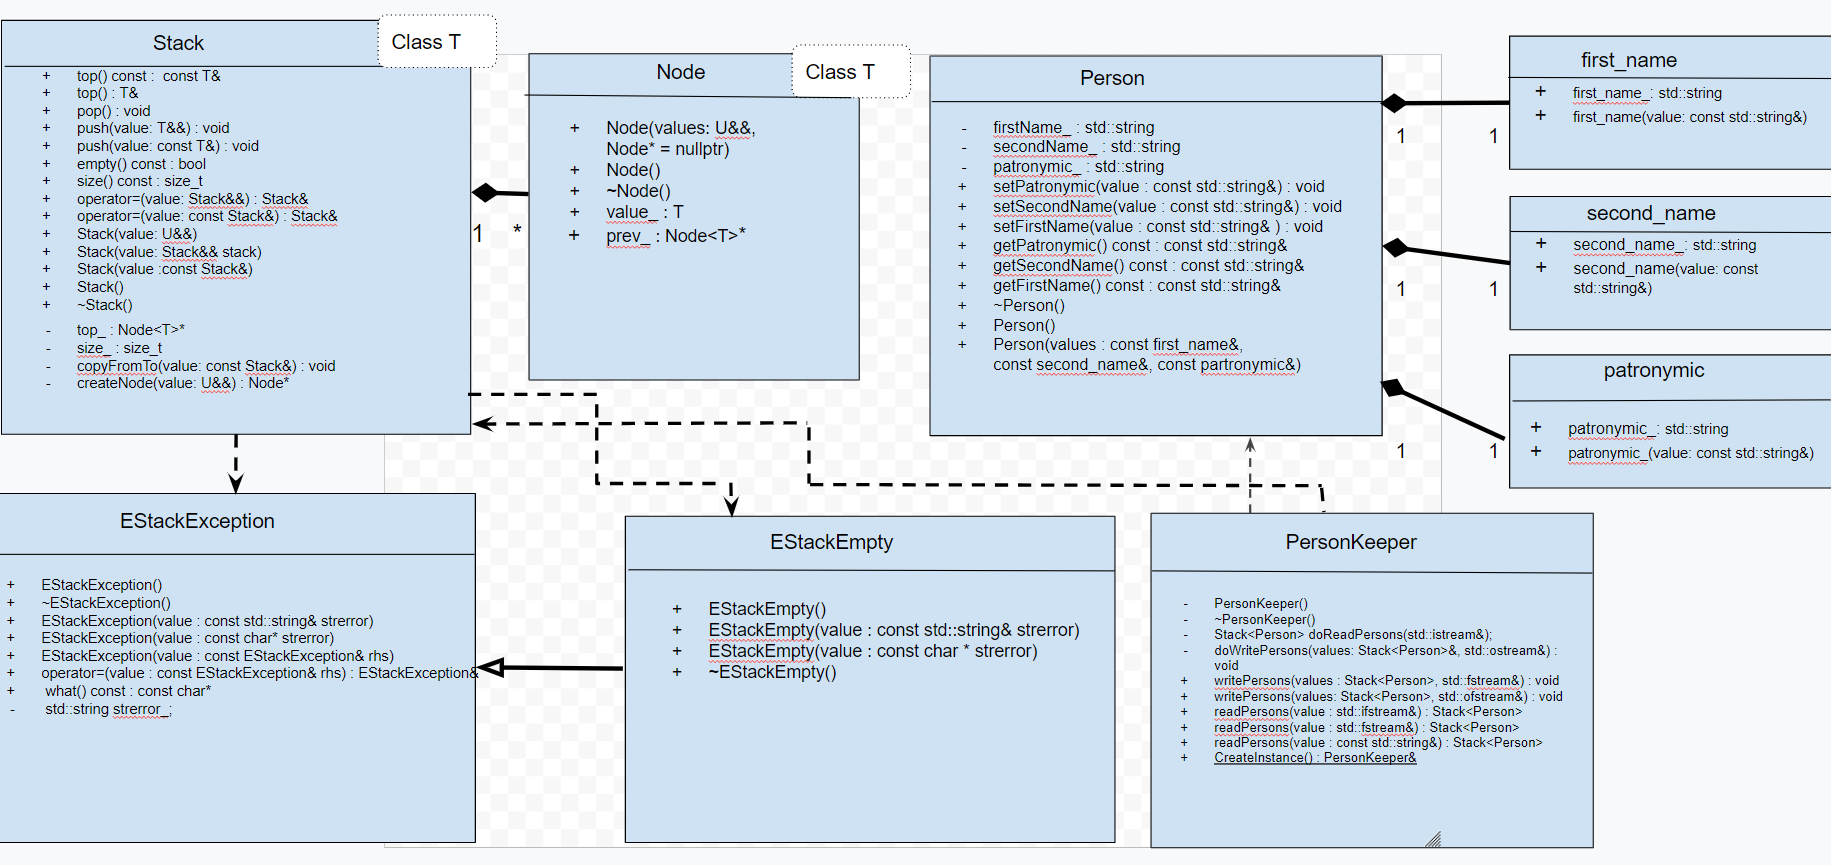 Stack
Class T
+ top() const : const T&
+ top() : T&
+ pop() : void
+ push(value: T&&) : void
+ push(value: const T&) : void
+ empty() const : bool
+ size() const : size_t
+ operator=(value: Stack&&) : Stack&
+ operator=(value: const Stack&) : Stack&
+ Stack(value: U&&)
+ Stack(value: Stack&& stack)
+ Stack(value :const Stack&)
+ Stack()
+ ~Stack()
- top_ : Node<T>*
- size_ : size_t
- copyFromTo(value: const Stack&) : void
- createNode(value: U&&) : Node*
1 *
Node
Class T
+ Node(values: U&&,
Node* = nullptr)
+ Node()
+ ~Node()
+ value_ : T
+ prev_ : Node<T>*
Person
- firstName_ : std::string
- secondName_ : std::string
- patronymic_ : std::string
+ setPatronymic(value : const std::string&) : void
+ setSecondName(value : const std::string&) : void
+ setFirstName(value : const std::string& ) : void
+ getPatronymic() const : const std::string&
+ getSecondName() const : const std::string&
+ getFirstName() const : const std::string&
+ ~Person()
+ Person()
+ Person(values : const first_name&,
const second_name&, const partronymic&)
1 1
1 1
1 1
first_name
+ first_name_: std::string
+ first_name(value: const std::string&)
second_name
+ second_name_: std::string
+ second_name(value: const
std::string&)
patronymic
+ patronymic_: std::string
+ patronymic_(value: const std::string&)
EStackException
+ EStackException()
+ ~EStackException()
+ EStackException(value : const std::string& strerror)
+ EStackException(value : const char* strerror)
+ EStackException(value : const EStackException& rhs)
+ operator=(value : const EStackException& rhs) : EStackException&
+ what() const : const char*
- std::string strerror_;
EStackEmpty
+ EStackEmpty()
+ EStackEmpty(value : const std::string& strerror)
+ EStackEmpty(value : const char * strerror)
+ ~EStackEmpty()
PersonKeeper
- PersonKeeper()
- ~PersonKeeper()
- Stack<Person> doReadPersons(std::istream&);
- doWritePersons(values: Stack<Person>&, std::ostream&) :
void
+ writePersons(values : Stack<Person>, std::fstream&) : void
+ writePersons(values: Stack<Person>, std::ofstream&) : void
+ readPersons(value : std::ifstream&) : Stack<Person>
+ readPersons(value : std::fstream&) : Stack<Person>
+ readPersons(value : const std::string&) : Stack<Person>
+ CreateInstance() : PersonKeeper&